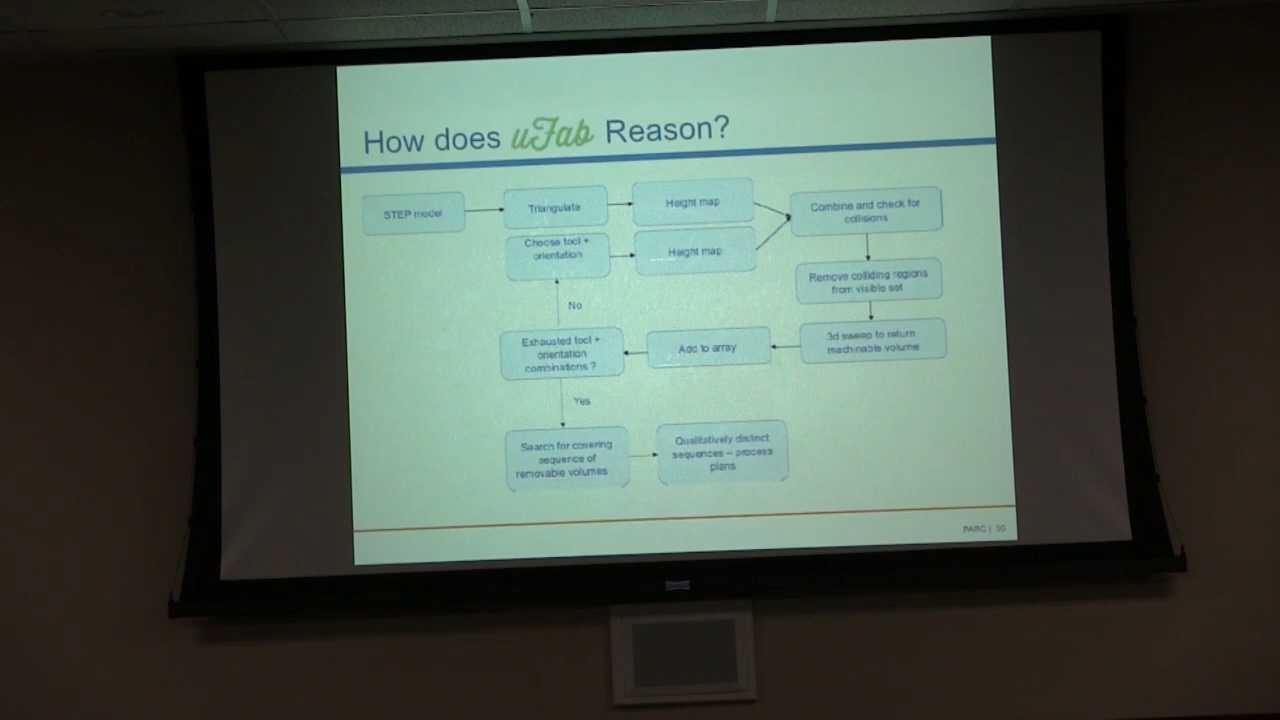 How does uFab Reason?
STEP model
Triangulate
Height map
Combine and check for
collisions
Choose tool +
orientation
Height map
Remove colliding regions
from visible set
No
Exhausted tool +
orientation
combinations ?
Add to array
3d sweep to return
machinable volume
Yes
Search for covering
sequence of
removable volumes
Qualitatively distinct
sequences – process
plans
PARC | 30